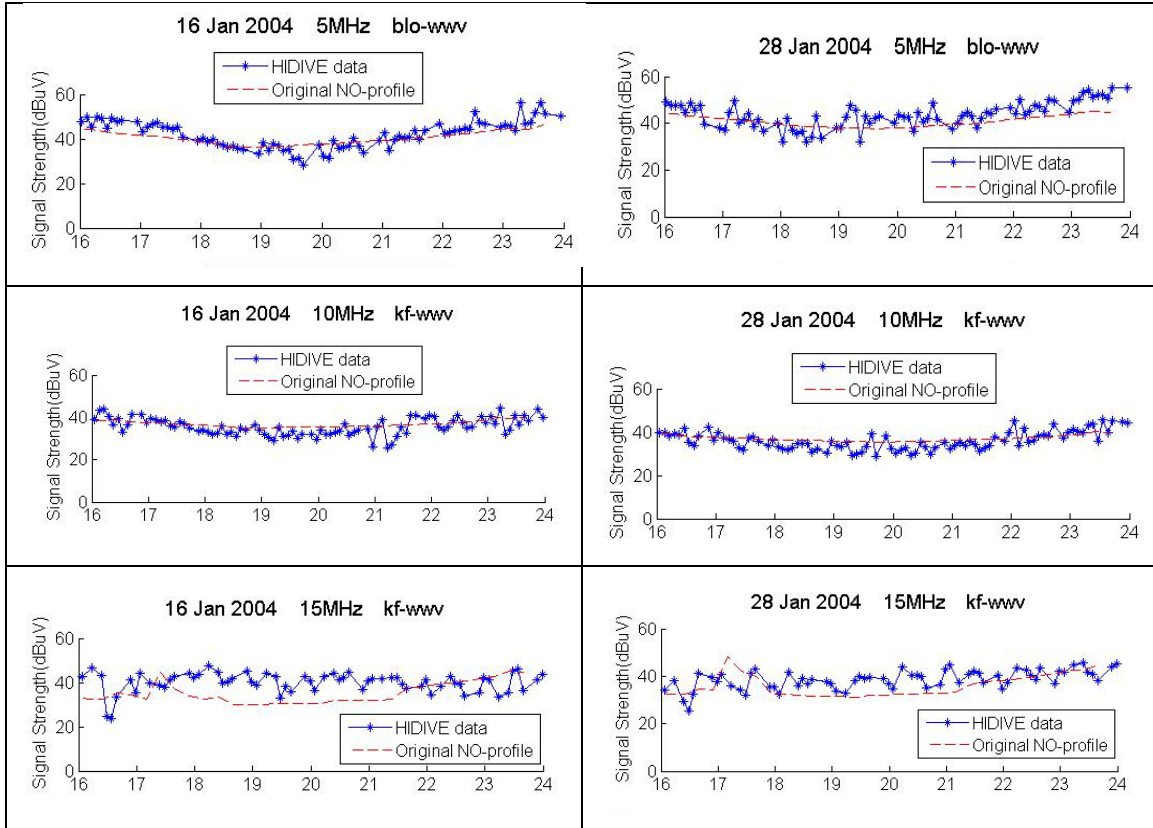 16 Jan 2004 5MHz blo-wwv
HIDIVE data
Original NO-profile
Signal Strength(dBuV)
60
40
20
0
16 17 18 19 20 21 22 23 24
28 Jan 2004 5MHz blo-wwv
HIDIVE data
Original NO-profile
Signal Strength(dBuV)
60
40
20
0
16 17 18 19 20 21 22 23 24
16 Jan 2004 10MHz kf-wwv
HIDIVE data
Original NO-profile
Signal Strength(dBuV)
60
40
20
0
16 17 18 19 20 21 22 23 24
28 Jan 2004 10MHz kf-wwv
HIDIVE data
Original NO-profile
Signal Strength(dBuV)
60
40
20
0
16 17 18 19 20 21 22 23 24
16 Jan 2004 15MHz kf-wwv
HIDIVE data
Original NO-profile
Signal Strength(dBuV)
60
40
20
0
16 17 18 19 20 21 22 23 24
28 Jan 2004 15MHz kf-wwv
HIDIVE data
Original NO-profile
Signal Strength(dBuV)
60
40
20
0
16 17 18 19 20 21 22 23 24